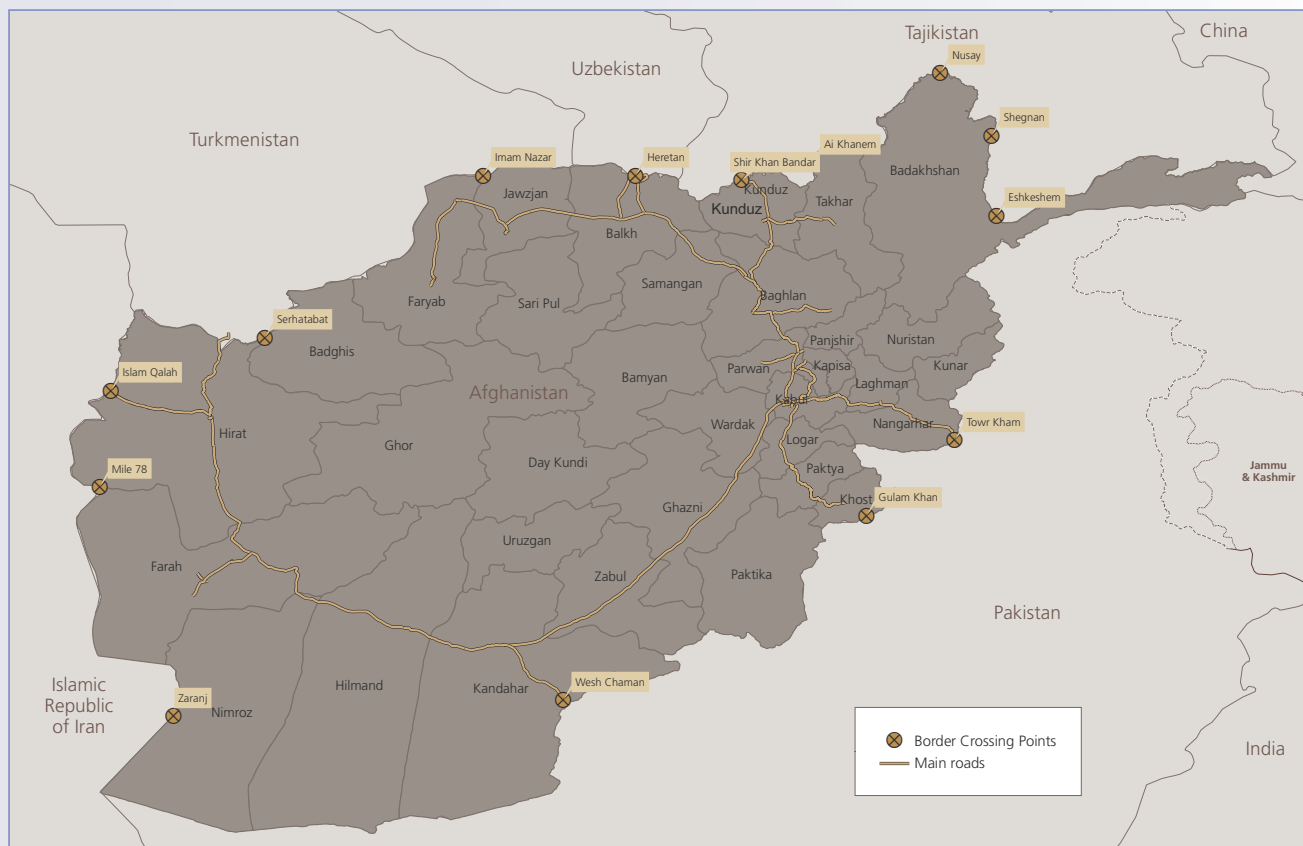 China
Tajikistan
Nusay
Uzbekistan
Shegnan
Turkmenistan
Ai Khanem
Imam Nazar
Heretan
Shir Khan Bandar
Badakhshan
Jawzjan
Kunduz
Kunduz
Takhar
Eshkeshem
Balkh
Samangan
Baghlan
Faryab
Sari Pul
Serhatabat
Panjshir
Nuristan
Badghis
Islam Qalah
Parwan
Kapisa
Kunar
Bamyan
Laghman
Afghanistan
Kabul
Wardak
Nangarhar
Towr Kham
Hirat
Ghor
Logar
Day Kundi
Paktya
Mile 78
Jammu
& Kashmir
Khost
Gulam Khan
Ghazni
Uruzgan
Farah
Zabul
Paktika
Pakistan
Islamic
Republic
of Iran
Hilmand
Kandahar
Wesh Chaman
Zaranj
Nimroz
Border Crossing Points
Main roads
India